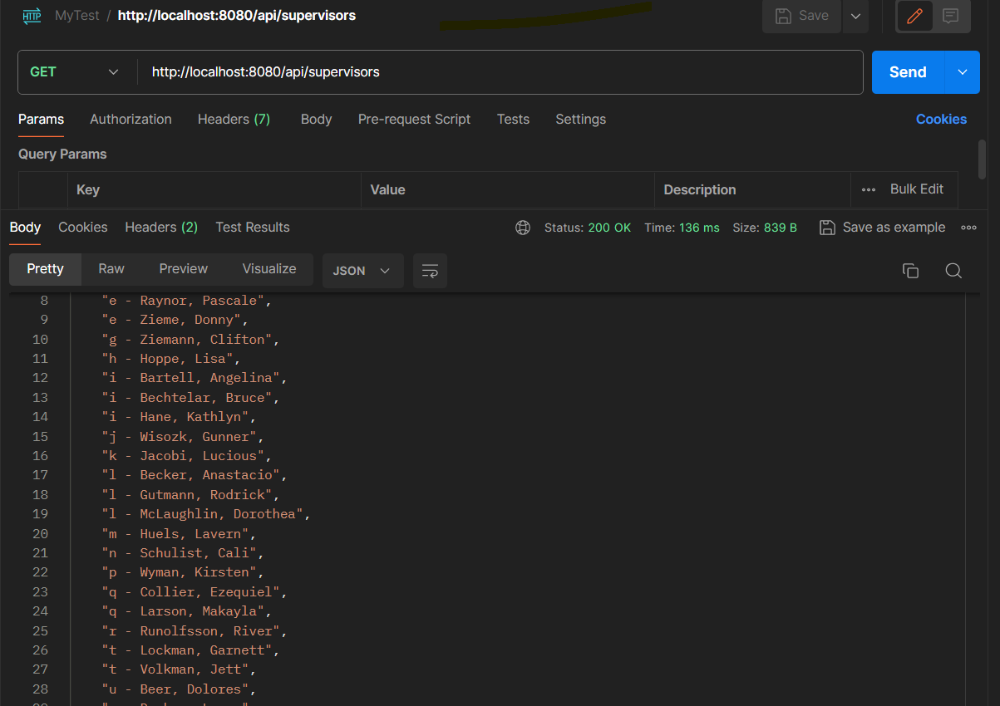 MyTest / http://localhost:8080/api/supervisors Save
GET http://localhost:8080/api/supervisors Send
Params Authorization Headers (7) Body Pre-request Script Tests Settings Cookies
Query Params
Key Value Description Bulk Edit
Body Cookies Headers (2) Test Results Status: 200 OK Time: 136 ms Size: 839 B Save as example
Pretty Raw Preview Visualize JSON
8 "e - Raynor, Pascale",
9 "e - Zieme, Donny",
10 "g - Ziemann, Clifton",
11 "h - Hoppe, Lisa",
12 "i - Bartell, Angelina",
13 "i - Bechtelar, Bruce",
14 "i - Hane, Kathlyn",
15 "j - Wisozk, Gunner",
16 "k - Jacobi, Lucious",
17 "l - Becker, Anastacio",
18 "l - Gutmann, Rodrick",
19 "l - McLaughlin, Dorothea",
20 "m - Huels, Lavern",
21 "n - Schulist, Cali",
22 "p - Wyman, Kirsten",
23 "q - Collier, Ezequiel",
24 "q - Larson, Makayla",
25 "r - Runolfsson, River",
26 "t - Lockman, Garnett",
27 "t - Volkman, Jett",
28 "u - Beer, Dolores",